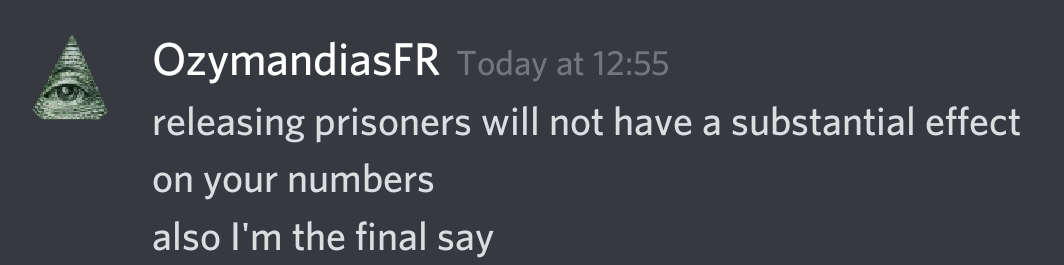 OzymandiasFR Today at 12:55
releasing prisoners will not have a substantial effect
on your numbers
also I'm the final say